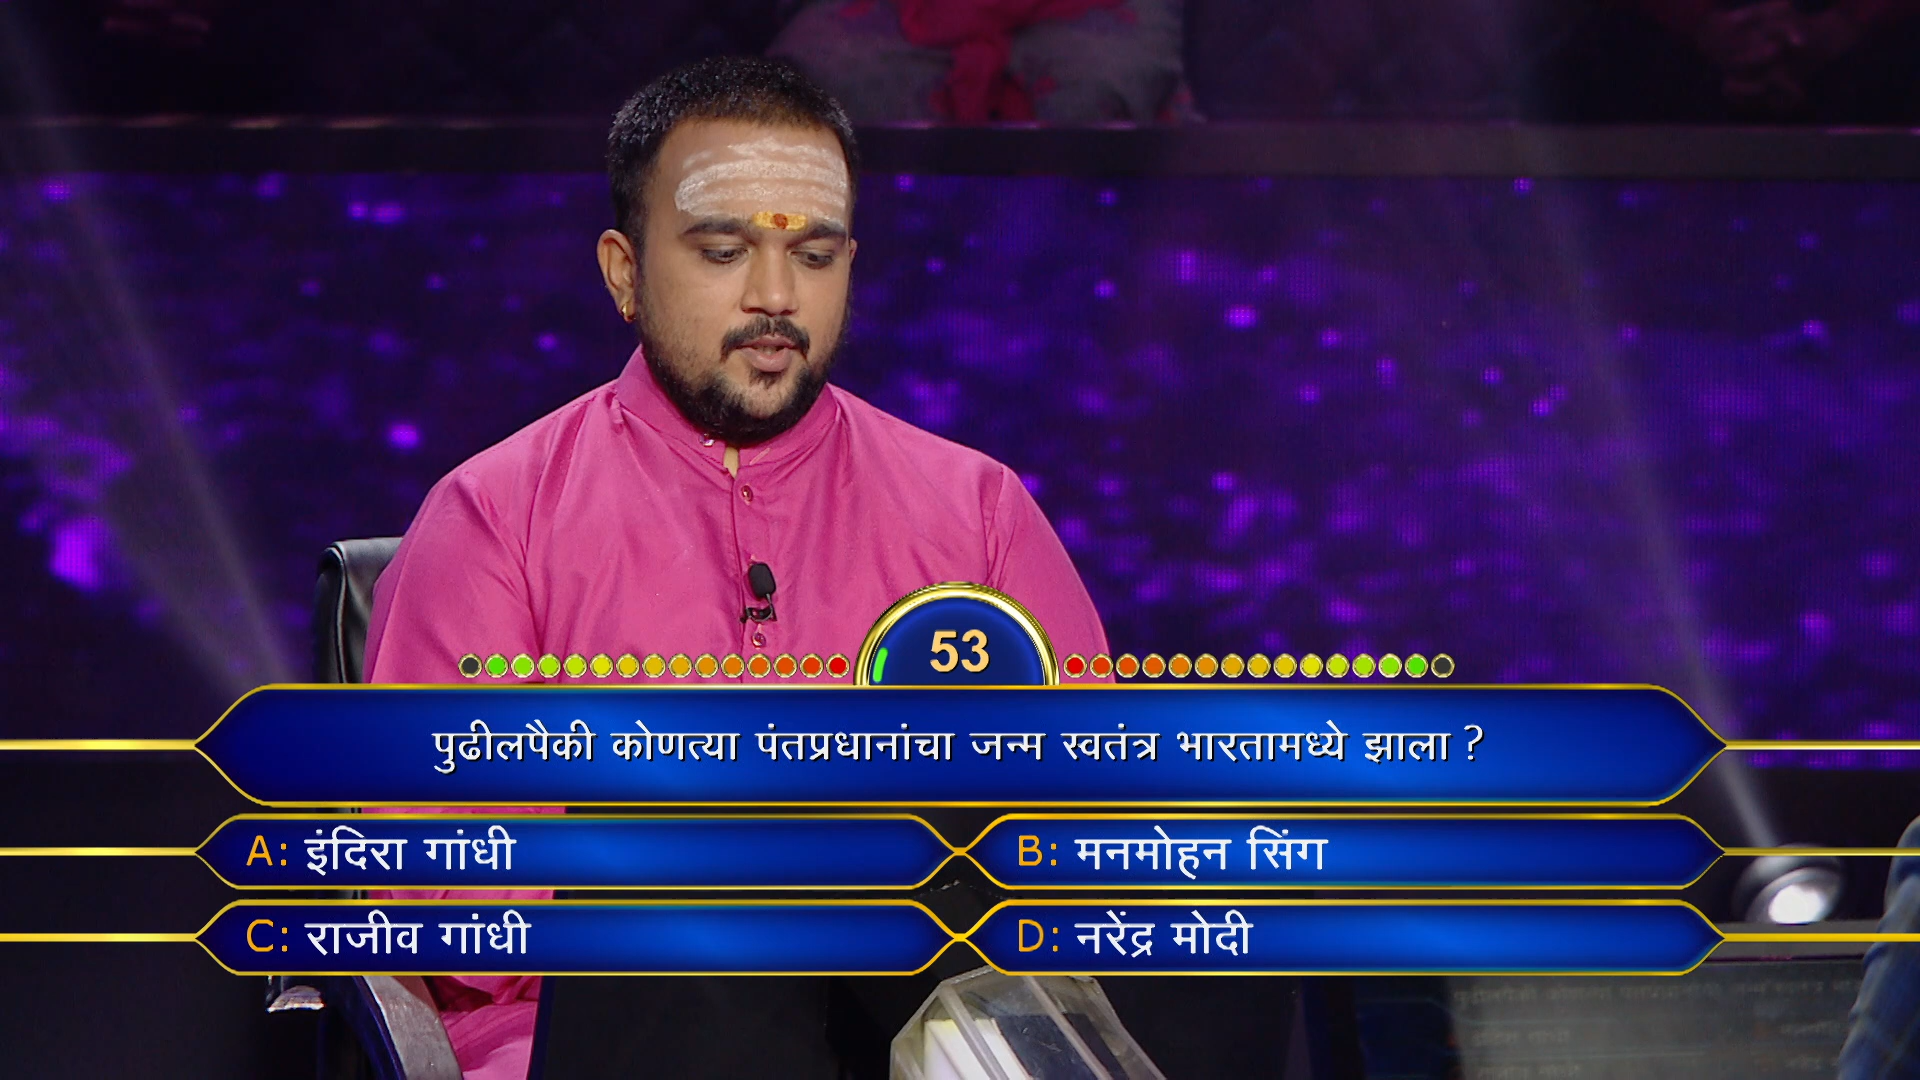 53
पुढीलपैकी कोणत्या पंतप्रधानांचा जन्म स्वतंत्र भारतामध्ये झाला ?
A: इंदिरा गांधी
B: मनमोहन सिंग
C: राजीव गांधी
D: नरेंद्र मोदी